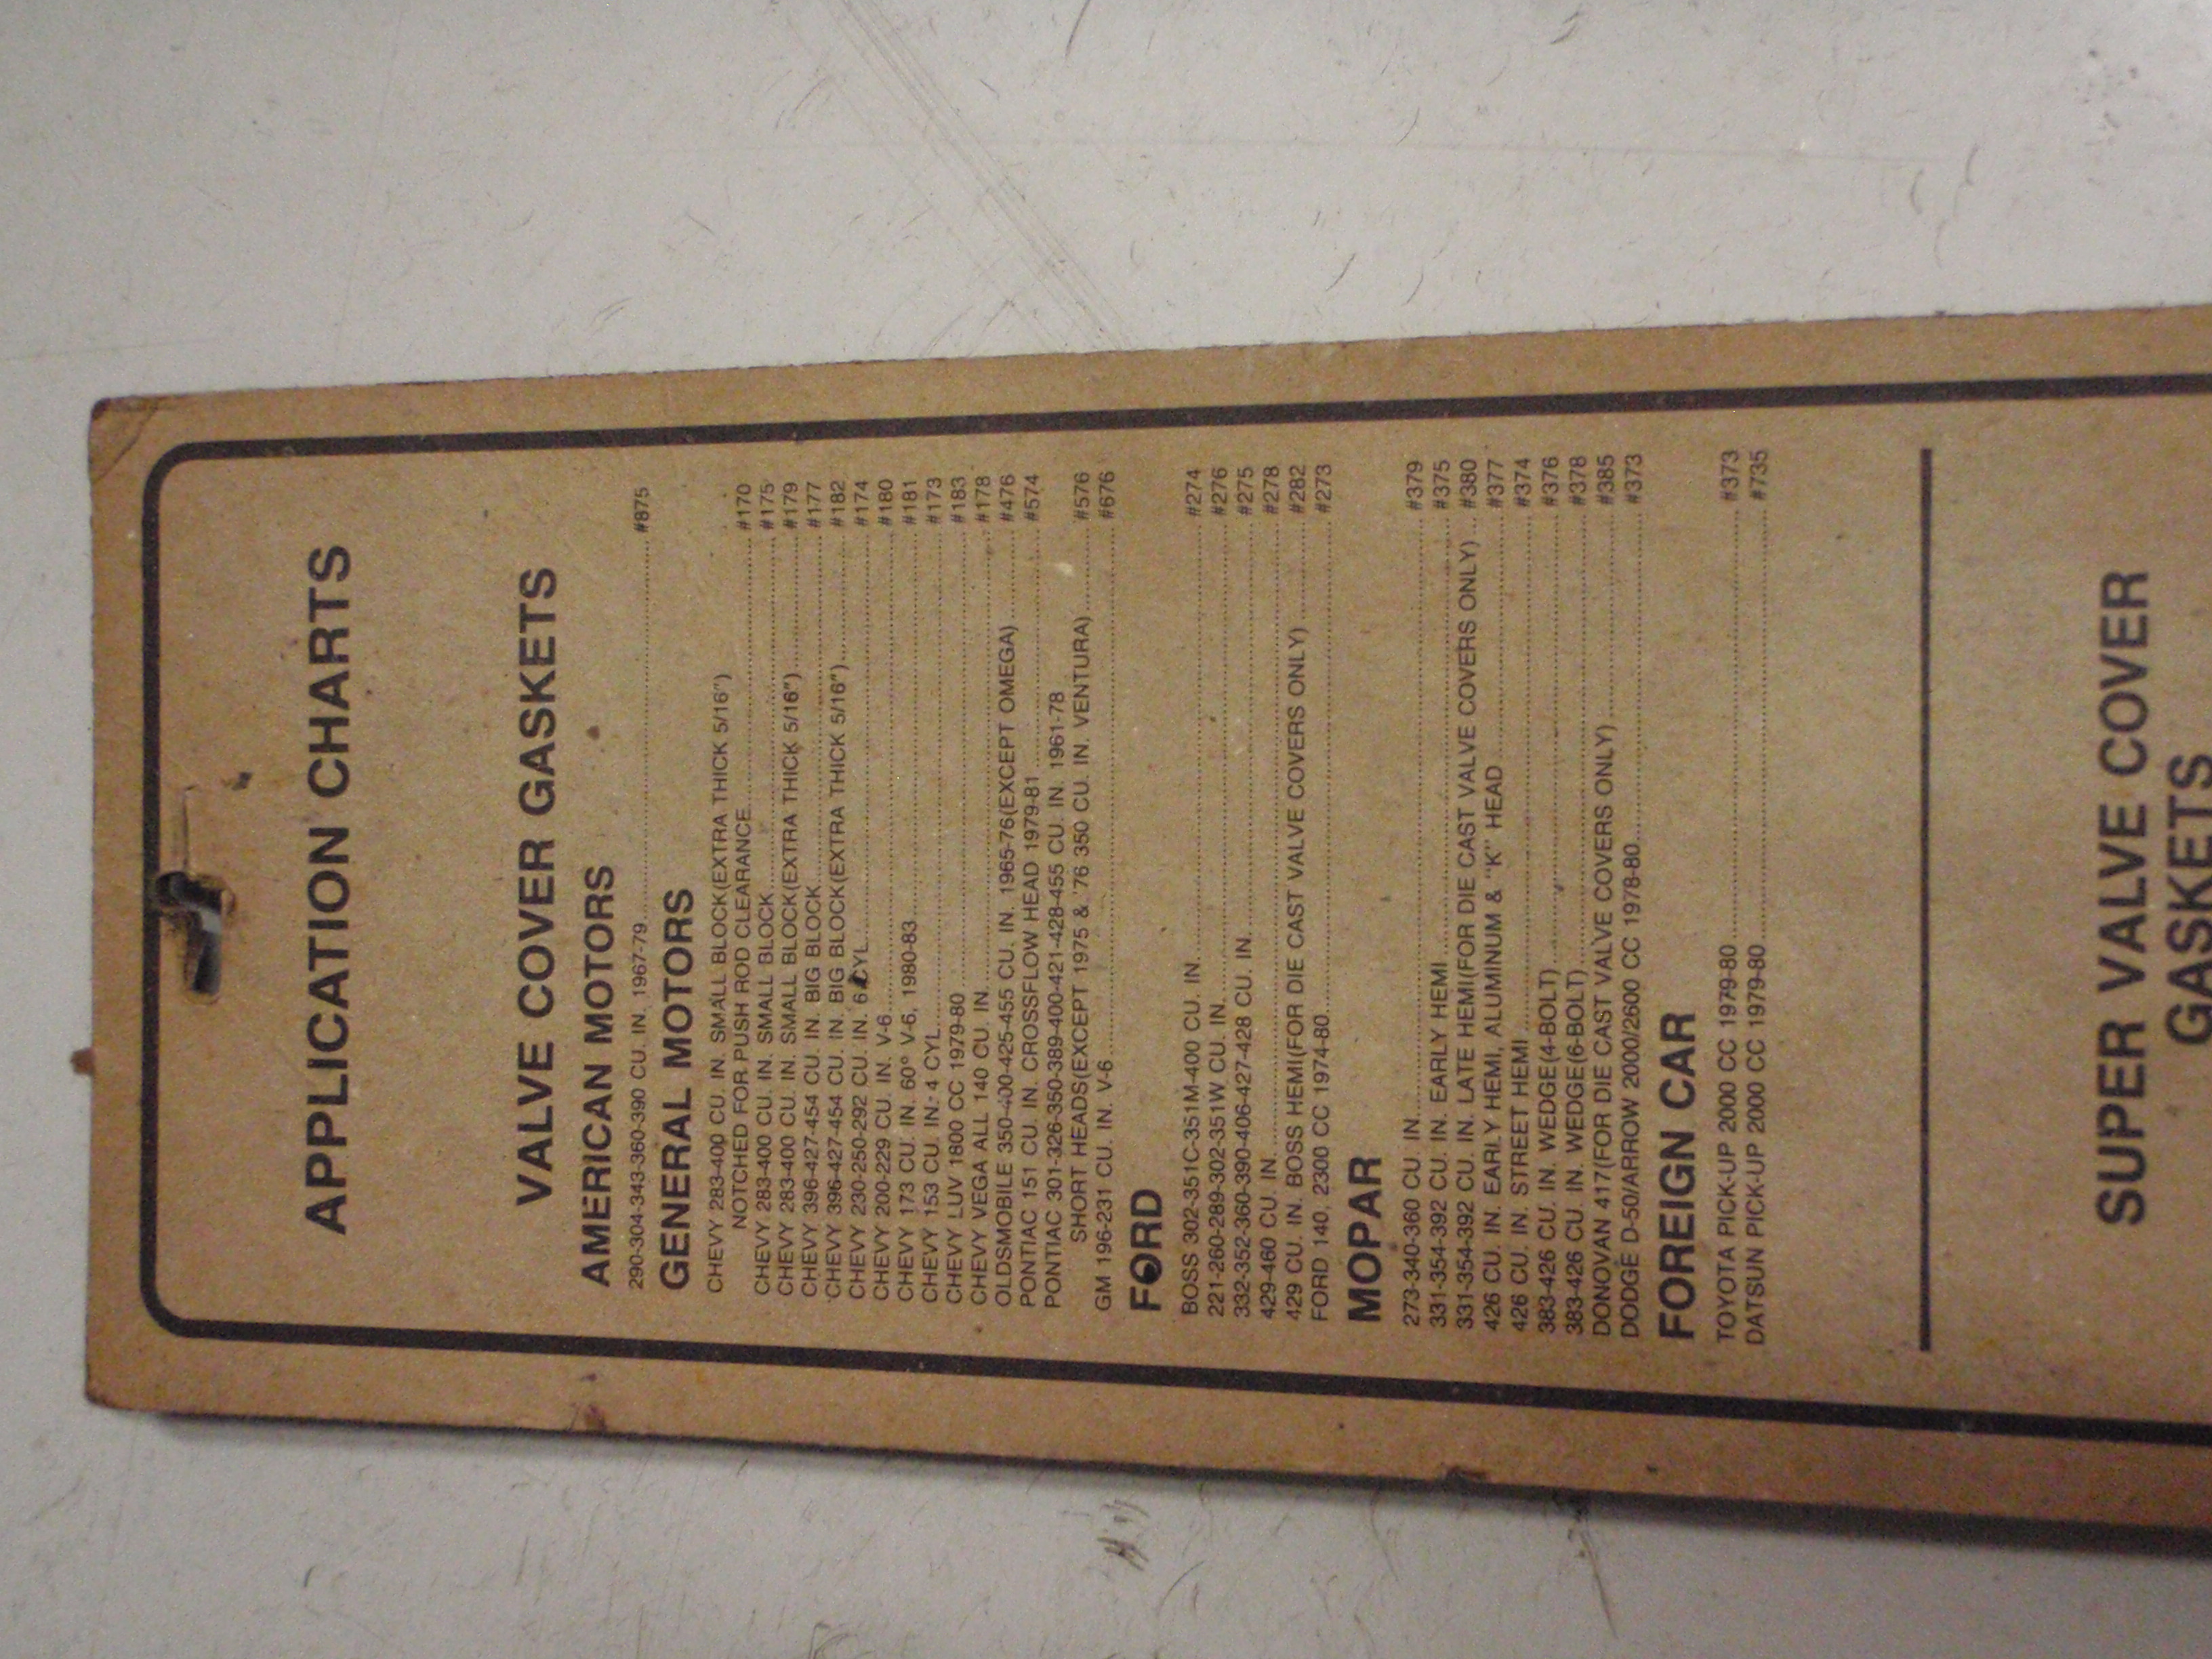 APPLICATION CHARTS
VALVE COVER GASKETS
AMERICAN MOTORS
290-304-343-360-390 CU. IN. 1967-79 #875
GENERAL MOTORS
CHEVY 283-400 CU. IN. SMALL BLOCK(EXTRA THICK 5/16")
NOTCHED FOR PUSH ROD CLEARANCE #170
CHEVY 283-400 CU. IN. SMALL BLOCK #175
CHEVY 283-400 CU. IN. SMALL BLOCK(EXTRA THICK 5/16") #179
CHEVY 396-427-454 CU. IN. BIG BLOCK #177
CHEVY 396-427-454 CU. IN. BIG BLOCK(EXTRA THICK 5/16") #182
CHEVY 230-250-292 CU. IN. 6 CYL. #174
CHEVY 200-229 CU. IN. V-6 #180
CHEVY 173 CU. IN. 60° V-6, 1980-83 #181
CHEVY 153 CU. IN. 4 CYL. #173
CHEVY LUV 1800 CC 1979-80 #183
CHEVY VEGA ALL 140 CU. IN. #178
OLDSMOBILE 350-400-425-455 CU. IN. 1965-76(EXCEPT OMEGA) #476
PONTIAC 151 CU. IN. CROSSFLOW HEAD 1979-81 #574
PONTIAC 301-326-350-389-400-421-428-455 CU. IN. 1961-78
SHORT HEADS(EXCEPT 1975 & '76 350 CU. IN. VENTURA) #576
GM 196-231 CU. IN. V-6 #676
FORD
BOSS 302-351C-351M-400 CU. IN. #274
221-260-289-302-351W CU. IN. #276
332-352-360-390-406-427-428 CU. IN. #275
429-460 CU. IN. #278
429 CU. IN. BOSS HEMI(FOR DIE CAST VALVE COVERS ONLY) #282
FORD 140, 2300 CC 1974-80 #273
MOPAR
273-340-360 CU. IN. #379
331-354-392 CU. IN. EARLY HEMI #375
331-354-392 CU. IN. LATE HEMI(FOR DIE CAST VALVE COVERS ONLY) #380
426 CU. IN. EARLY HEMI, ALUMINUM & "K" HEAD #377
426 CU. IN. STREET HEMI #374
383-426 CU. IN. WEDGE(4-BOLT) #376
383-426 CU. IN. WEDGE(6-BOLT) #378
DONOVAN 417(FOR DIE CAST VALVE COVERS ONLY) #385
DODGE D-50/ARROW 2000/2600 CC 1978-80 #373
FOREIGN CAR
TOYOTA PICK-UP 2000 CC 1979-80 #373
DATSUN PICK-UP 2000 CC 1979-80 #735
SUPER VALVE COVER
GASKETS